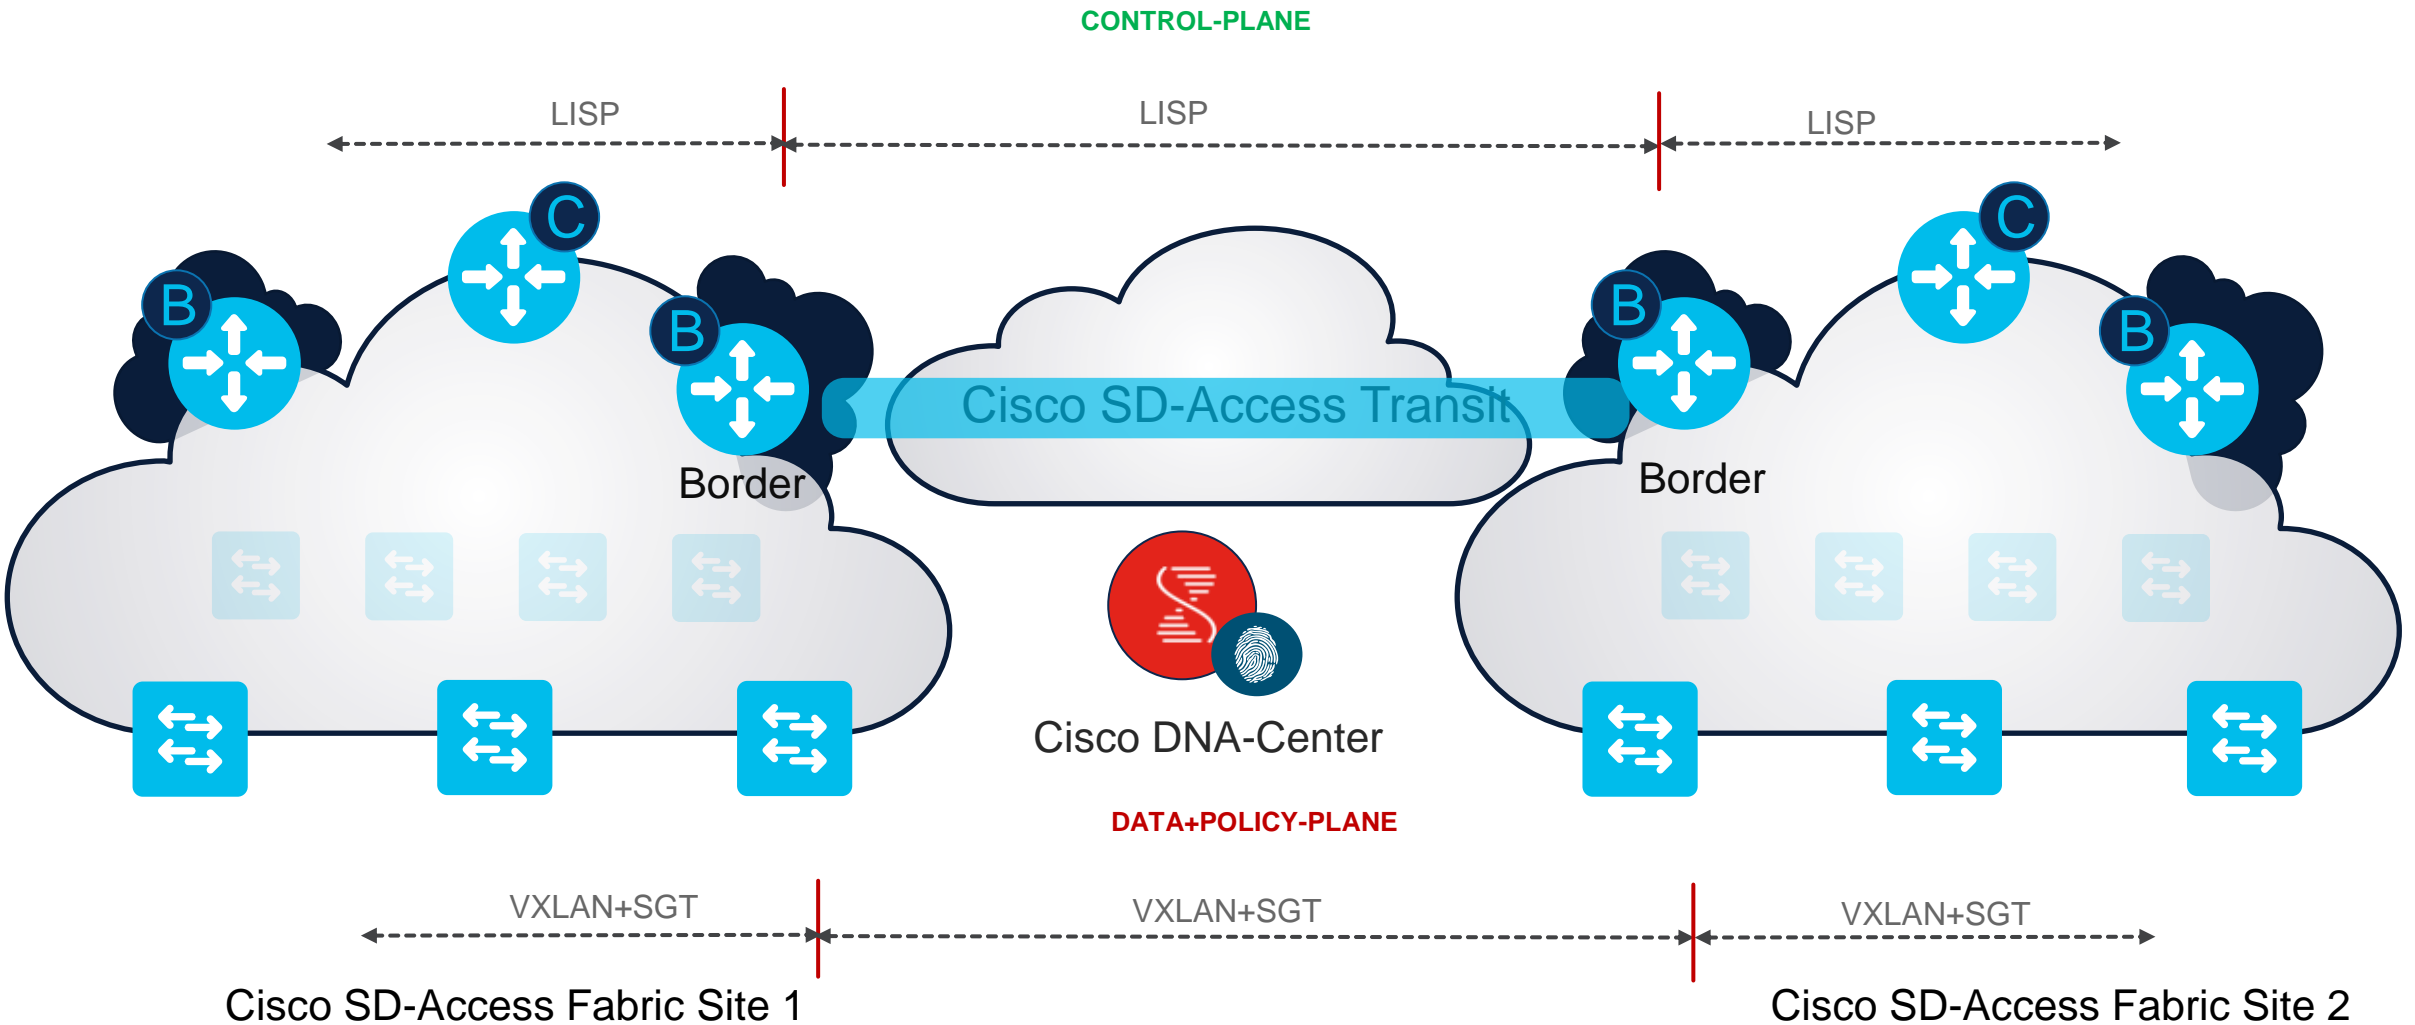 CONTROL-PLANE
LISP
LISP
LISP
C
C
B
B
B
B
Cisco SD-Access Transit
Border
Border
Cisco DNA-Center
DATA+POLICY-PLANE
VXLAN+SGT
VXLAN+SGT
VXLAN+SGT
Cisco SD-Access Fabric Site 1
Cisco SD-Access Fabric Site 2